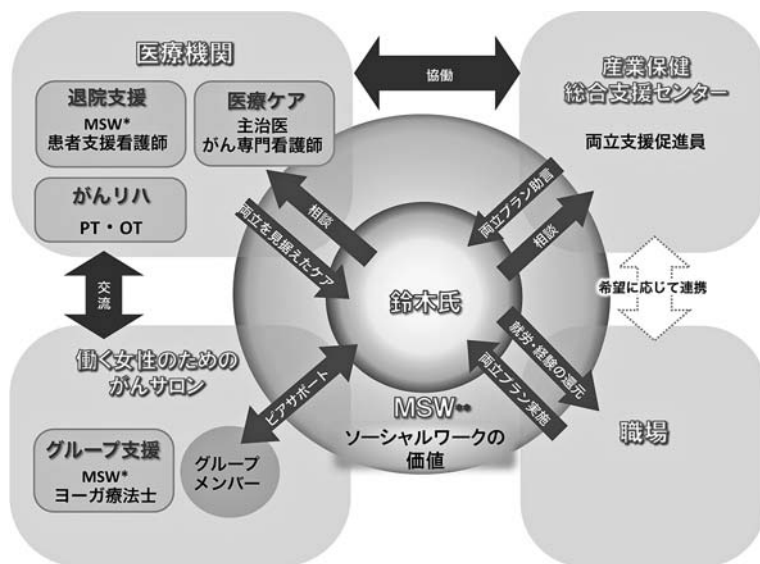 医療機関
退院支援
MSW*
患者支援看護師
医療ケア
主治医
がん専門看護師
がんリハ
PT・OT
協働
産業保健
総合支援センター
両立支援促進員
相談
両立を見据えたケア
両立プラン助言
相談
鈴木氏
交流
希望に応じて連携
働く女性のための
がんサロン
グループ支援
MSW*
ヨーガ療法士
グループ
メンバー
ピアサポート
MSW**
ソーシャルワークの
価値
就労・経験の還元
両立プラン実施
職場